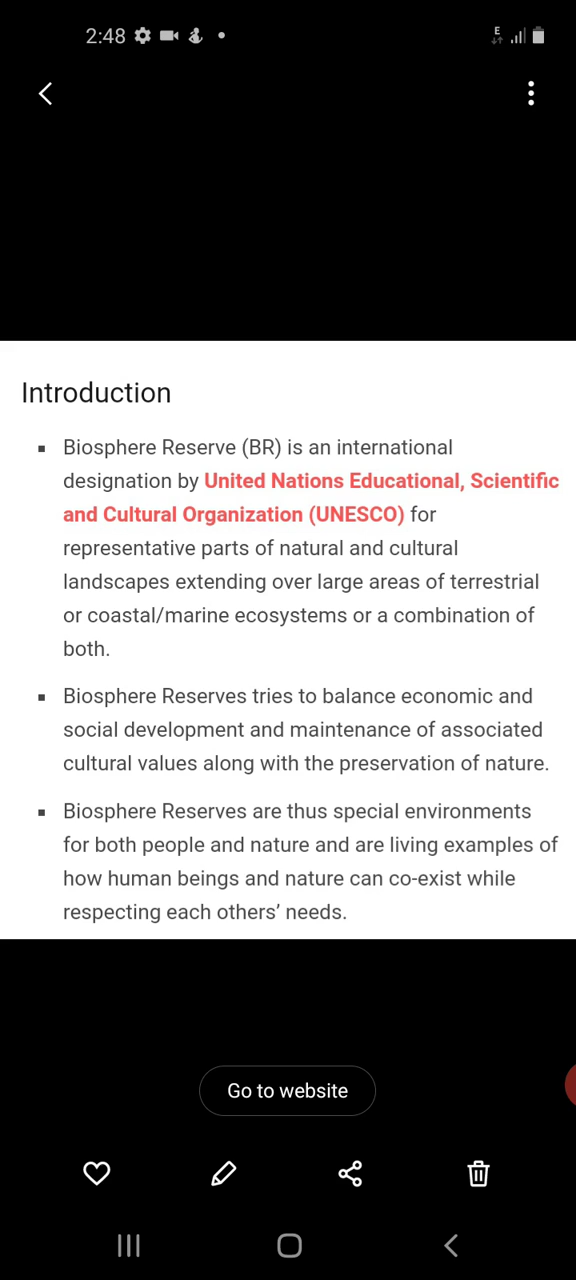 2:48
E
Introduction
▪ Biosphere Reserve (BR) is an international
designation by United Nations Educational, Scientific
and Cultural Organization (UNESCO) for
representative parts of natural and cultural
landscapes extending over large areas of terrestrial
or coastal/marine ecosystems or a combination of
both.
▪ Biosphere Reserves tries to balance economic and
social development and maintenance of associated
cultural values along with the preservation of nature.
▪ Biosphere Reserves are thus special environments
for both people and nature and are living examples of
how human beings and nature can co-exist while
respecting each others’ needs.
Go to website